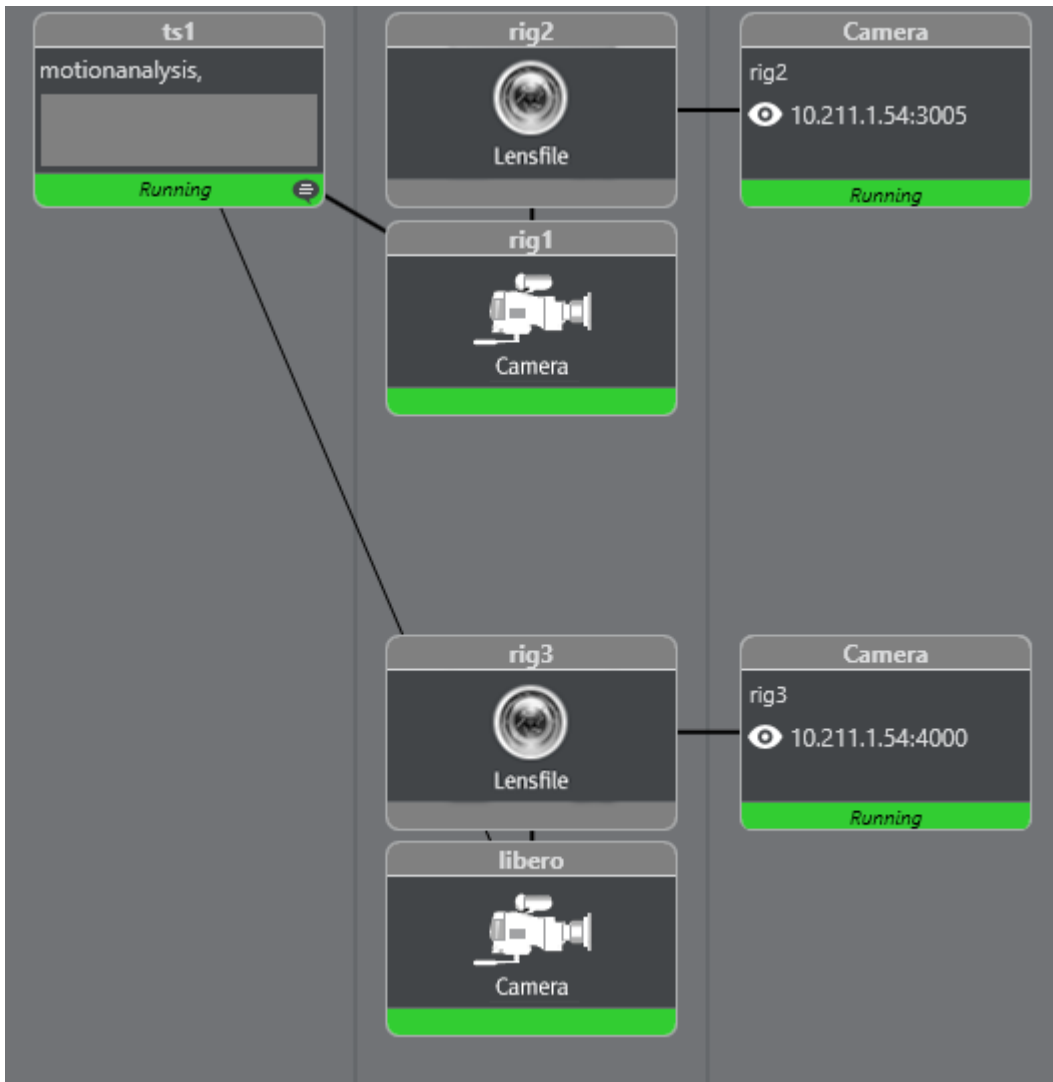 ts1
motionanalysis,
Running
rig2
Lensfile
Camera
rig2
10.211.1.54:3005
Running
rig1
Camera
rig3
Lensfile
Camera
rig3
10.211.1.54:4000
Running
libero
Camera